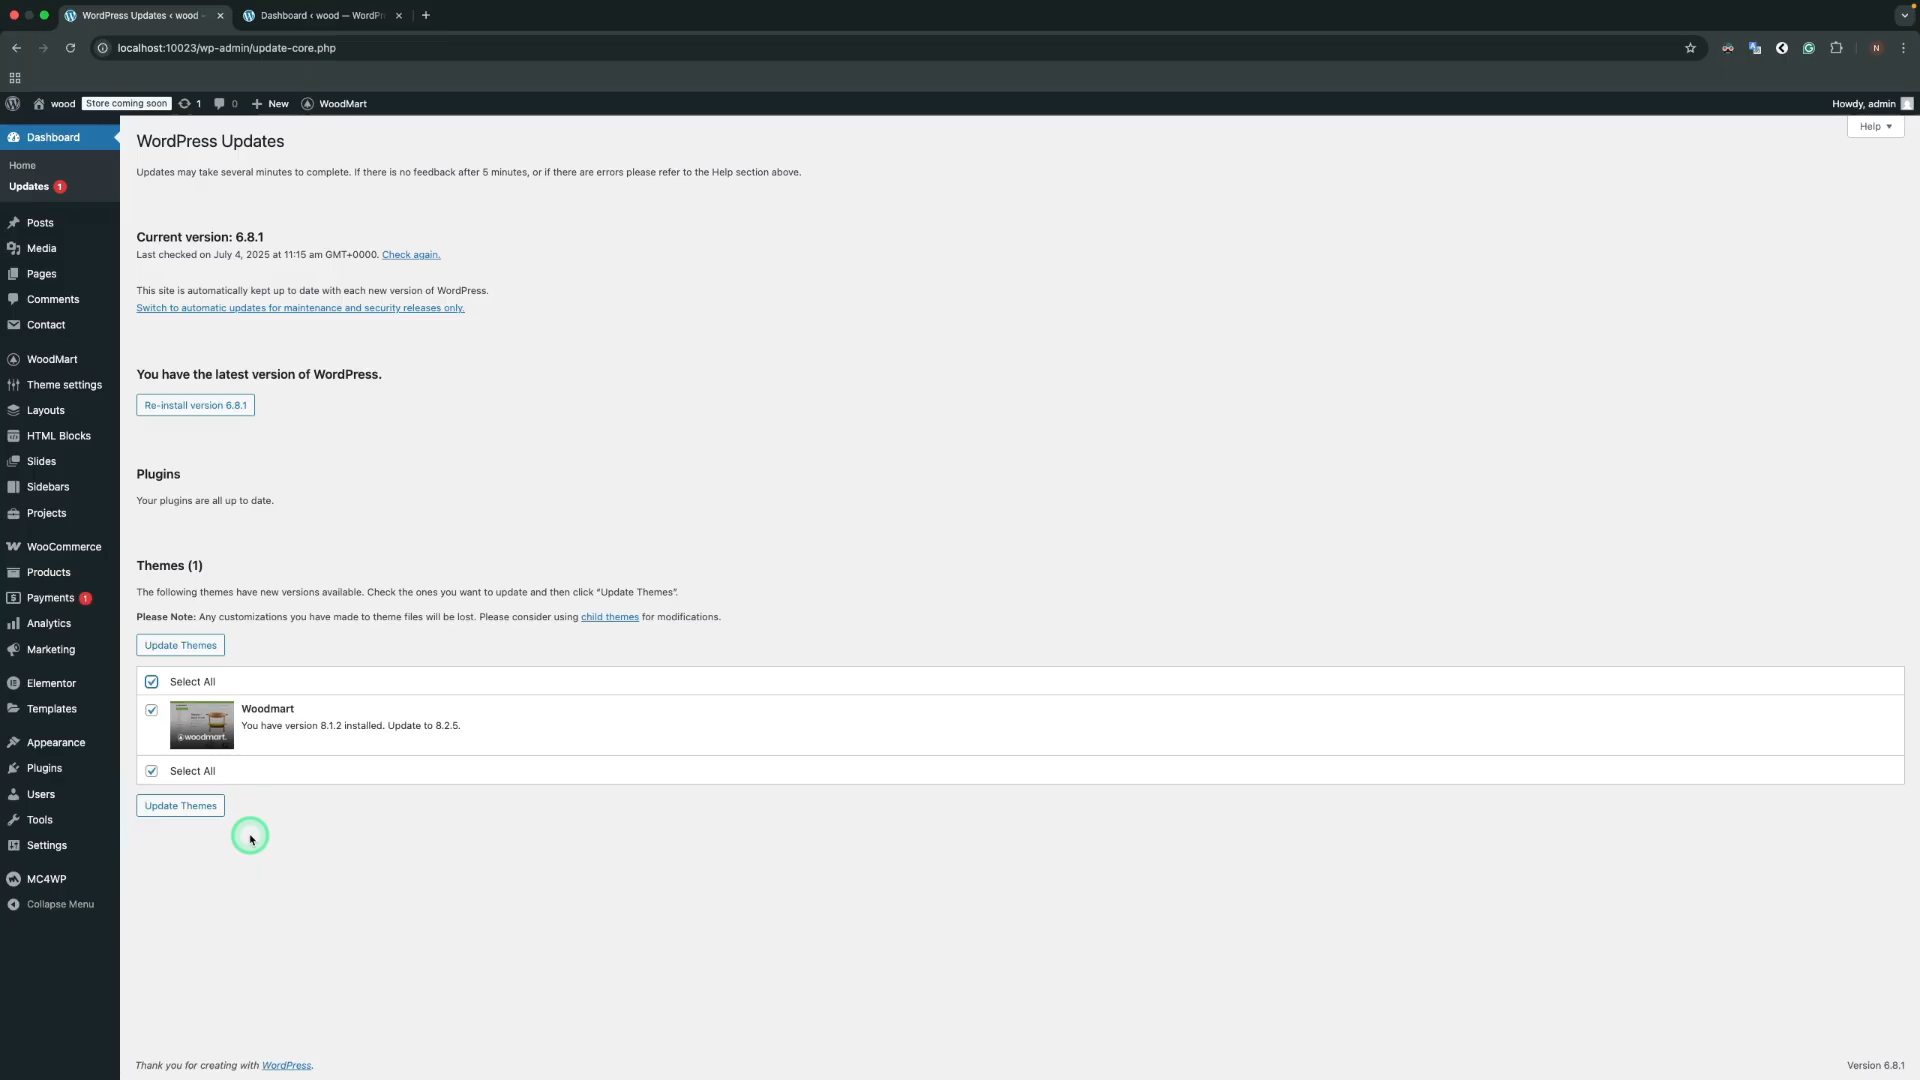 WordPress Updates ‹ wood -
Dashboard ‹ wood — WordPr
localhost:10023/wp-admin/update-core.php
N
wood
Store coming soon
1
0
New
WoodMart
Howdy, admin
Dashboard
Home
Updates 1
Posts
Media
Pages
Comments
Contact
WoodMart
Theme settings
Layouts
HTML Blocks
Slides
Sidebars
Projects
WooCommerce
Products
Payments 1
Analytics
Marketing
Elementor
Templates
Appearance
Plugins
Users
Tools
Settings
MC4WP
Collapse Menu
Help
WordPress Updates
Updates may take several minutes to complete. If there is no feedback after 5 minutes, or if there are errors please refer to the Help section above.
Current version: 6.8.1
Last checked on July 4, 2025 at 11:15 am GMT+0000. Check again.
This site is automatically kept up to date with each new version of WordPress.
Switch to automatic updates for maintenance and security releases only.
You have the latest version of WordPress.
Re-install version 6.8.1
Plugins
Your plugins are all up to date.
Themes (1)
The following themes have new versions available. Check the ones you want to update and then click “Update Themes”.
Please Note: Any customizations you have made to theme files will be lost. Please consider using child themes for modifications.
Update Themes
Select All
woodmart.
Woodmart
You have version 8.1.2 installed. Update to 8.2.5.
Select All
Update Themes
Thank you for creating with WordPress.
Version 6.8.1